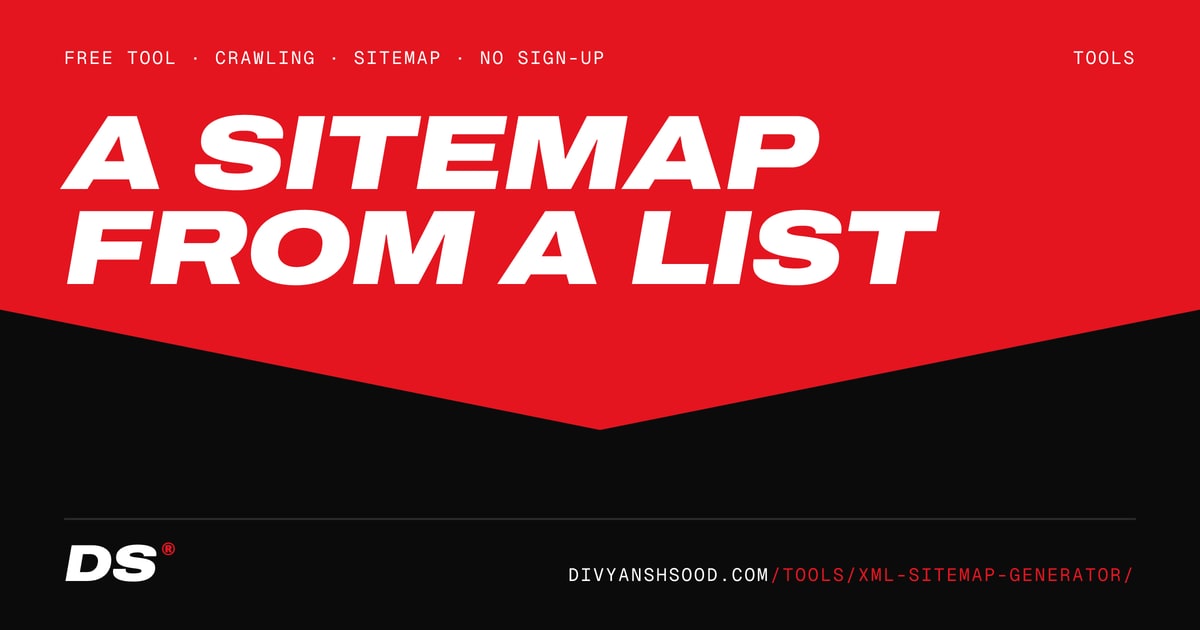 FREE TOOL · CRAWLING · SITEMAP · NO SIGN-UP
TOOLS
A SITEMAP
FROM A LIST
DS®
DIVYANSHSOOD.COM/TOOLS/XML-SITEMAP-GENERATOR/